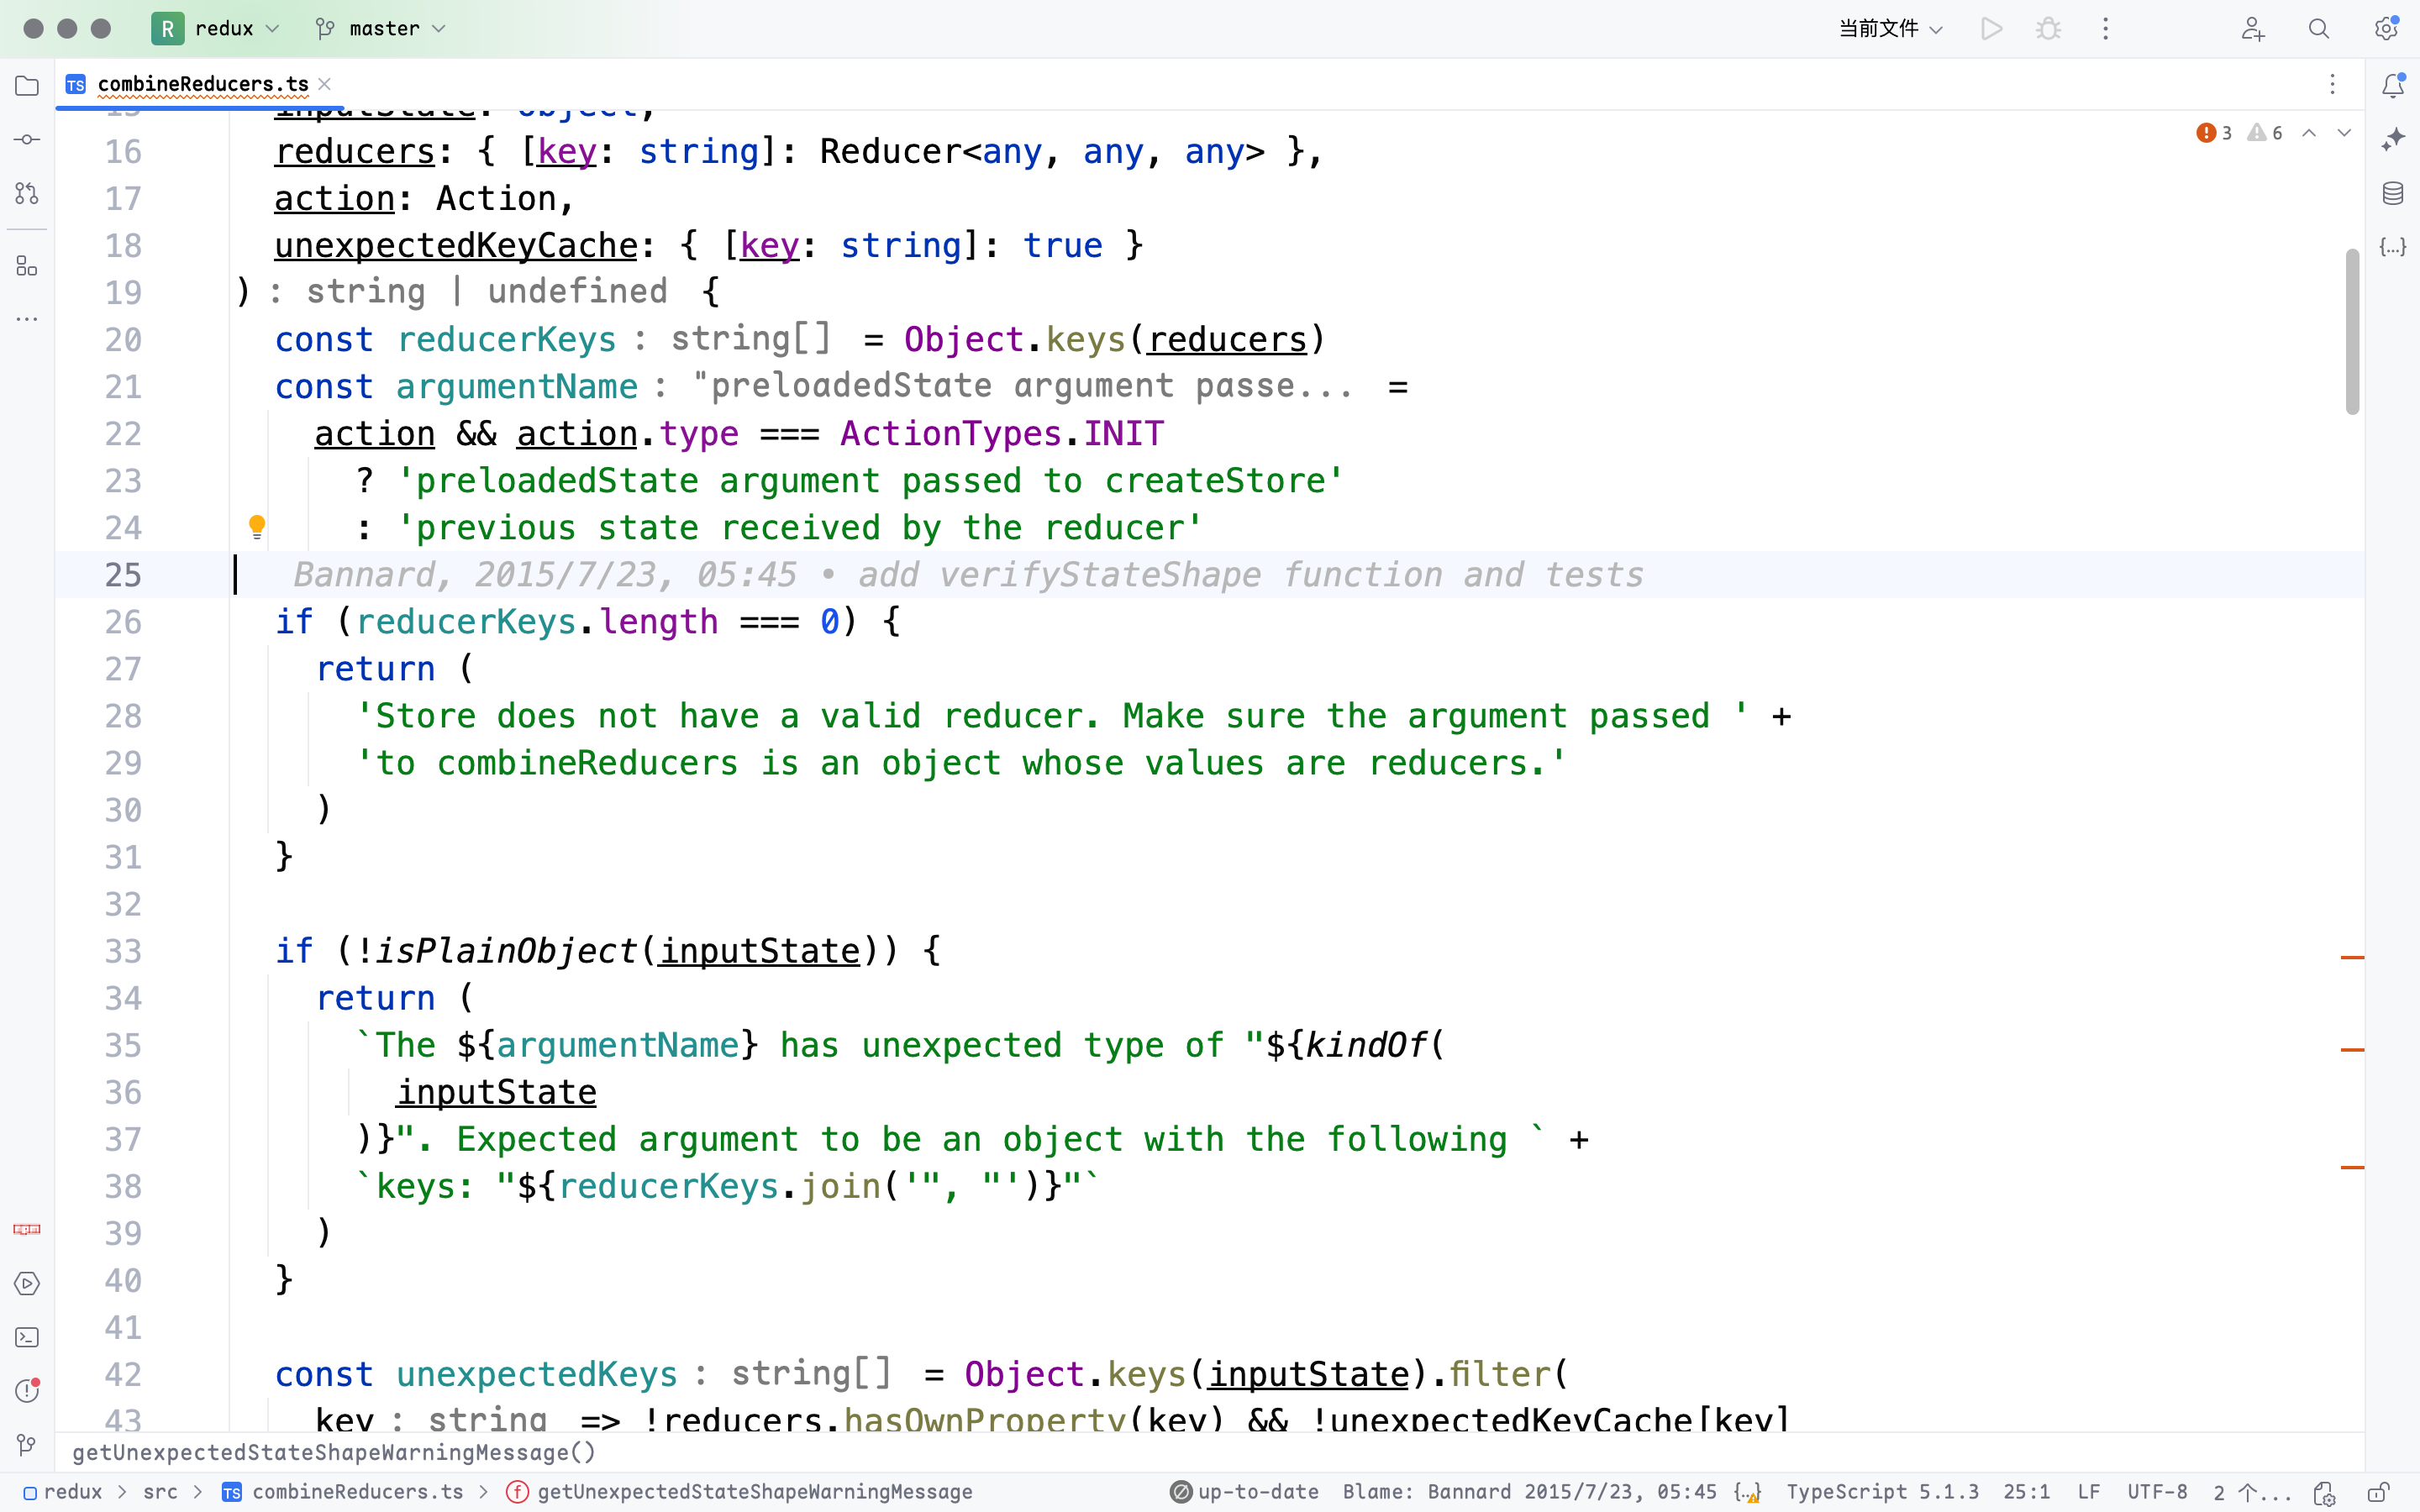 R redux master 当前文件
TS combineReducers.ts
15 inputState: object,
16 reducers: { [key: string]: Reducer<any, any, any> }, 3 6
17 action: Action,
18 unexpectedKeyCache: { [key: string]: true }
19 ) : string | undefined {
20 const reducerKeys : string[] = Object.keys(reducers)
21 const argumentName : "preloadedState argument passe... =
22 action && action.type === ActionTypes.INIT
23 ? 'preloadedState argument passed to createStore'
24 : 'previous state received by the reducer'
25 Bannard, 2015/7/23, 05:45 • add verifyStateShape function and tests
26 if (reducerKeys.length === 0) {
27 return (
28 'Store does not have a valid reducer. Make sure the argument passed ' +
29 'to combineReducers is an object whose values are reducers.'
30 )
31 }
32
33 if (!isPlainObject(inputState)) {
34 return (
35 `The ${argumentName} has unexpected type of "${kindOf(
36 inputState
37 )}". Expected argument to be an object with the following ` +
38 `keys: "${reducerKeys.join('", "')}"`
39 )
40 }
41
42 const unexpectedKeys : string[] = Object.keys(inputState).filter(
43 key : string => !reducers.hasOwnProperty(key) && !unexpectedKeyCache[key]
getUnexpectedStateShapeWarningMessage()
redux > src > TS combineReducers.ts > f getUnexpectedStateShapeWarningMessage up-to-date Blame: Bannard 2015/7/23, 05:45 TypeScript 5.1.3 25:1 LF UTF-8 2 个...